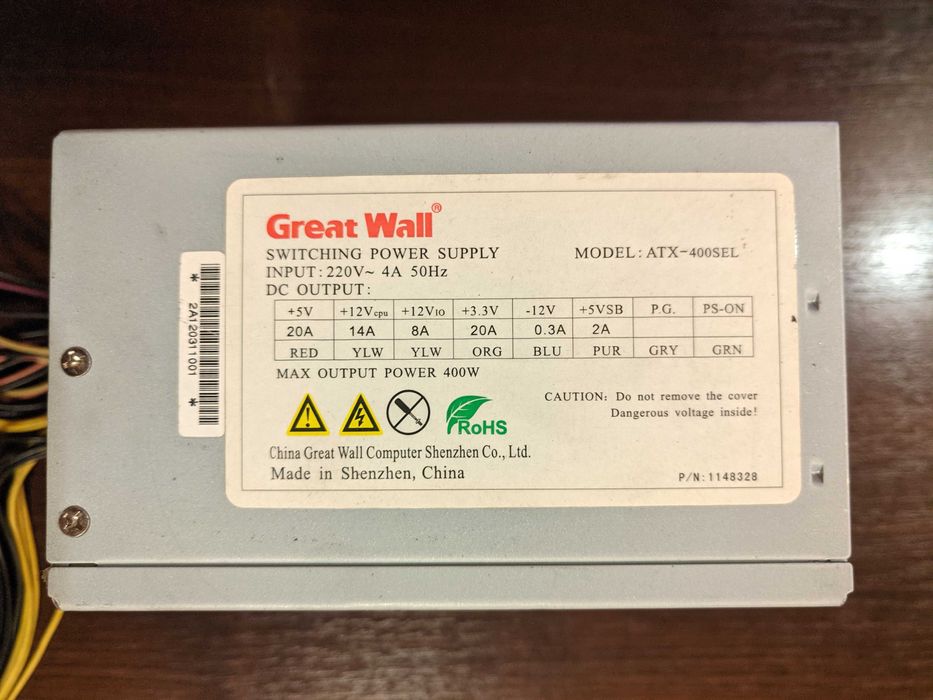 Great Wall®
SWITCHING POWER SUPPLY MODEL: ATX-400SEL
INPUT: 220V~ 4A 50Hz
DC OUTPUT:
+5V +12Vcpu +12VIO +3.3V -12V +5VSB P.G. PS-ON
20A 14A 8A 20A 0.3A 2A
RED YLW YLW ORG BLU PUR GRY GRN
MAX OUTPUT POWER 400W
CAUTION: Do not remove the cover
Dangerous voltage inside!
RoHS
China Great Wall Computer Shenzhen Co., Ltd.
Made in Shenzhen, China
P/N: 1148328
* 2A120311001 *